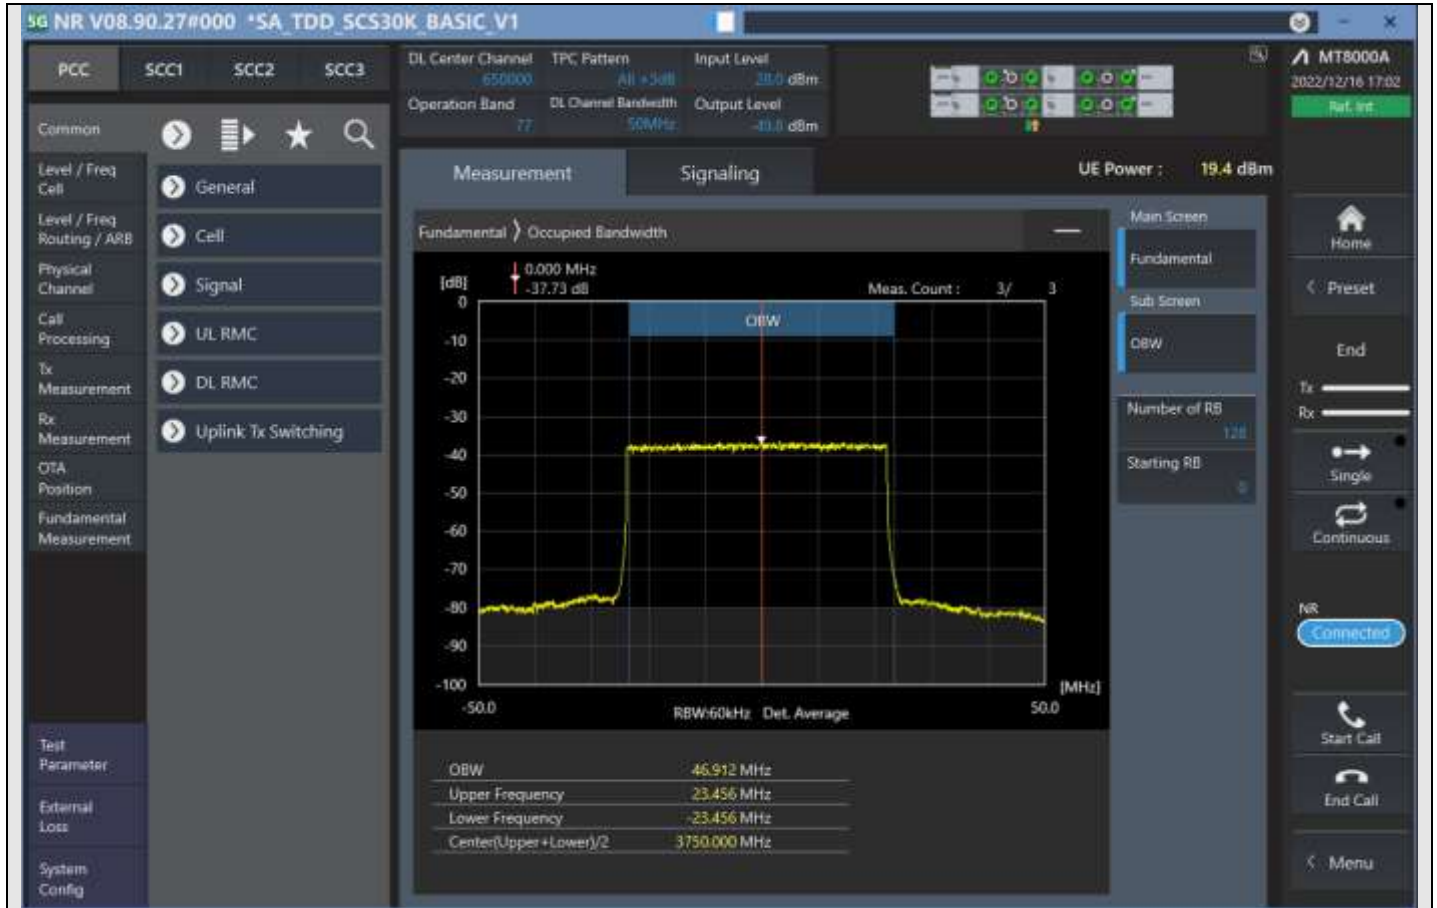 5G NR V08.90.27#000 *SA_TDD_SCS30K_BASIC_V1
PCC SCC1 SCC2 SCC3
DL Center Channel 650000
TPC Pattern All +3dB
Input Level 28.0 dBm
Operation Band 77
DL Channel Bandwidth 50MHz
Output Level dBm
MT8000A
2022/12/16 17:02
Ref. Int
Common
Level / Freq
Cell
Level / Freq
Routing / ARB
Physical
Channel
Call
Processing
Tx
Measurement
Rx
Measurement
OTA
Position
Fundamental
Measurement
Test
Parameter
External
Loss
System
Config
General
Cell
Signal
UL RMC
DL RMC
Uplink Tx Switching
Measurement Signaling
UE Power : 19.4 dBm
Fundamental Occupied Bandwidth
[dB]
0.000 MHz
-37.73 dB
Meas. Count : 3/ 3
OBW
0
-10
-20
-30
-40
-50
-60
-70
-80
-90
-100
[MHz]
-50.0 RBW:60kHz Det. Average 50.0
OBW 46.912 MHz
Upper Frequency 23.456 MHz
Lower Frequency -23.456 MHz
Center(Upper+Lower)/2 3750.000 MHz
Main Screen
Fundamental
Sub Screen
OBW
Number of RB
128
Starting RB
0
Home
Preset
End
Tx
Rx
Single
Continuous
NR
Connected
Start Call
End Call
Menu